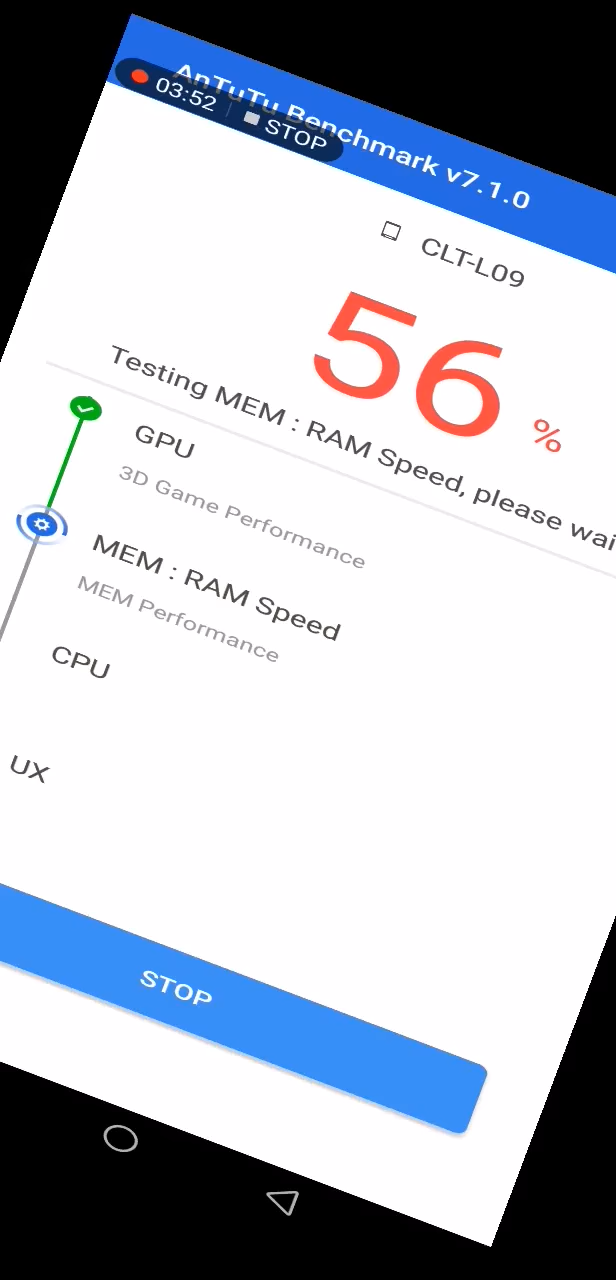 AnTuTu Benchmark v7.1.0
03:52 STOP
CLT-L09
56 %
Testing MEM : RAM Speed, please wai
GPU
3D Game Performance
MEM : RAM Speed
MEM Performance
CPU
UX
STOP